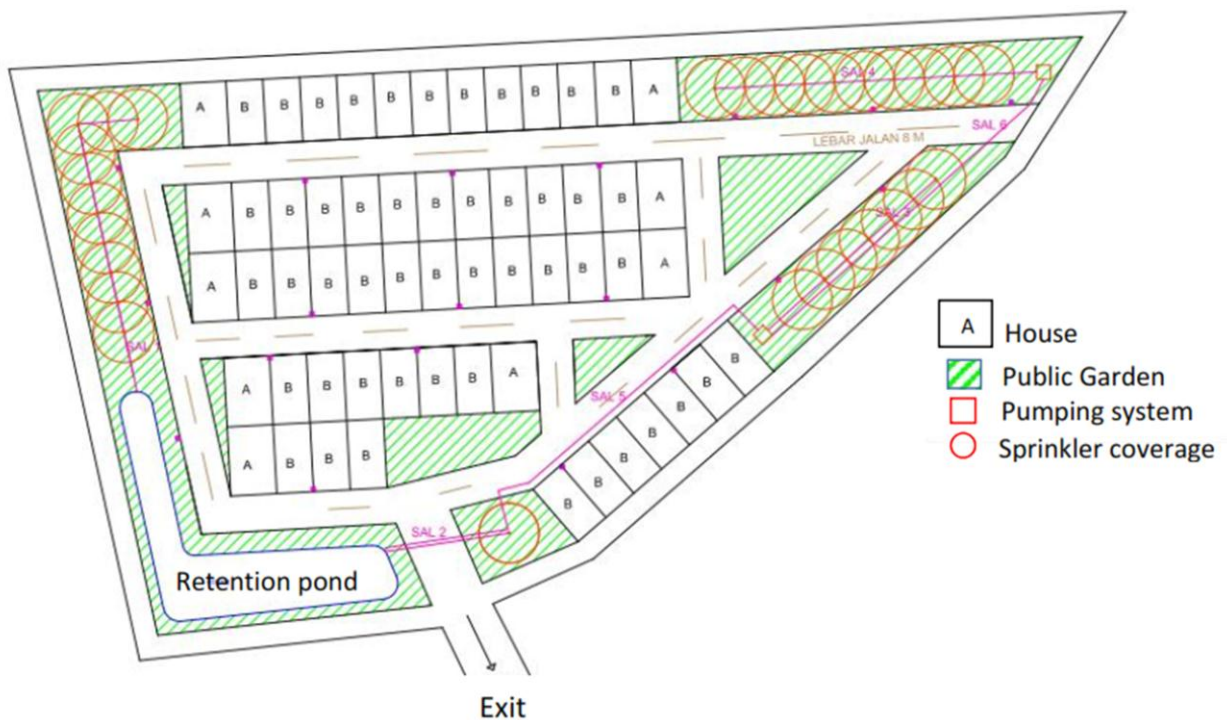 SAL 4
A B B B B B B B B B B B A
SAL 6
LEBAR JALAN 8 M
A B B B B B B B B B B B A
SAL 3
A B B B B B B B B B B B A
SAL
A B B B B B B A
SAL 5
A B B B
B
B
B
B
B
B
B
SAL 2
Retention pond
Exit
A House
Public Garden
Pumping system
Sprinkler coverage